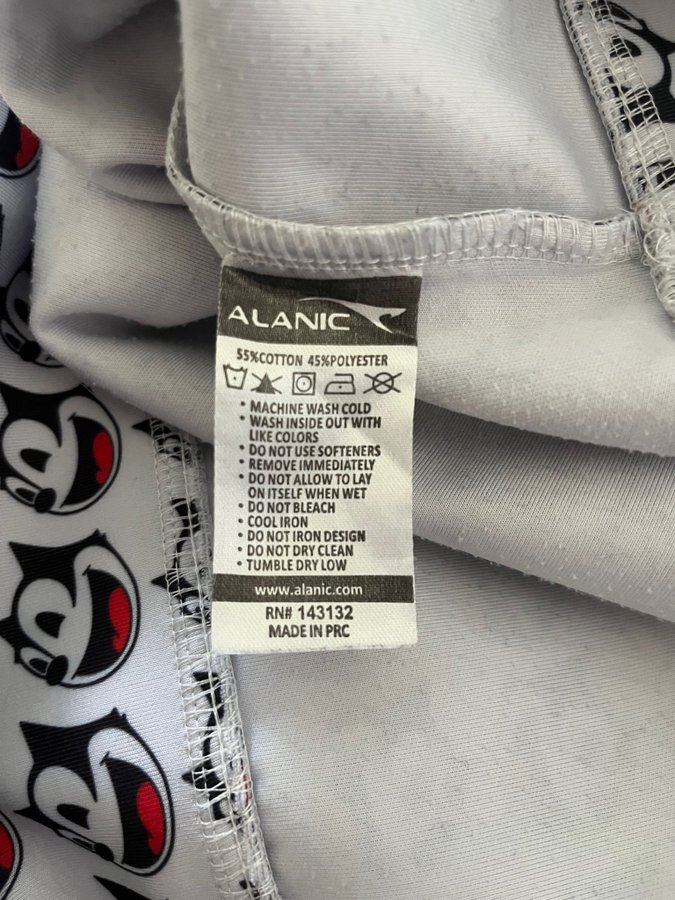 ALANIC
55%COTTON 45%POLYESTER
• MACHINE WASH COLD
• WASH INSIDE OUT WITH
LIKE COLORS
• DO NOT USE SOFTENERS
• REMOVE IMMEDIATELY
• DO NOT ALLOW TO LAY
ON ITSELF WHEN WET
• DO NOT BLEACH
• COOL IRON
• DO NOT IRON DESIGN
• DO NOT DRY CLEAN
• TUMBLE DRY LOW
www.alanic.com
RN# 143132
MADE IN PRC